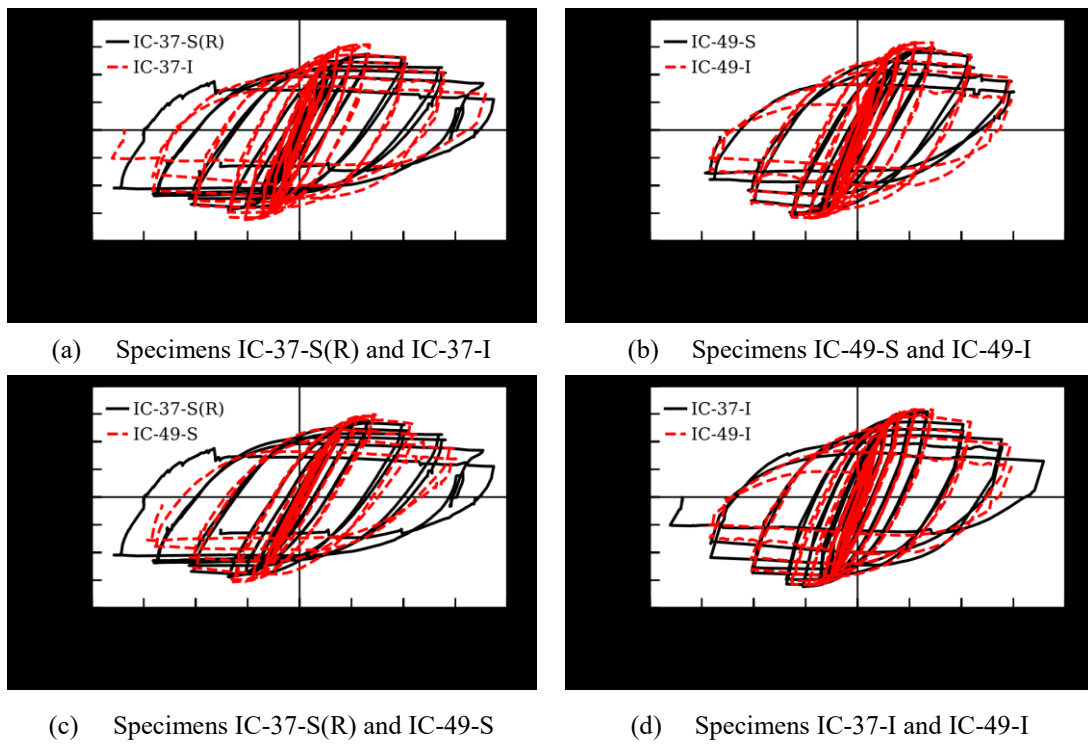 IC-37-S(R)
IC-37-I
IC-49-S
IC-49-I
(a) Specimens IC-37-S(R) and IC-37-I
(b) Specimens IC-49-S and IC-49-I
IC-37-S(R)
IC-49-S
IC-37-I
IC-49-I
(c) Specimens IC-37-S(R) and IC-49-S
(d) Specimens IC-37-I and IC-49-I